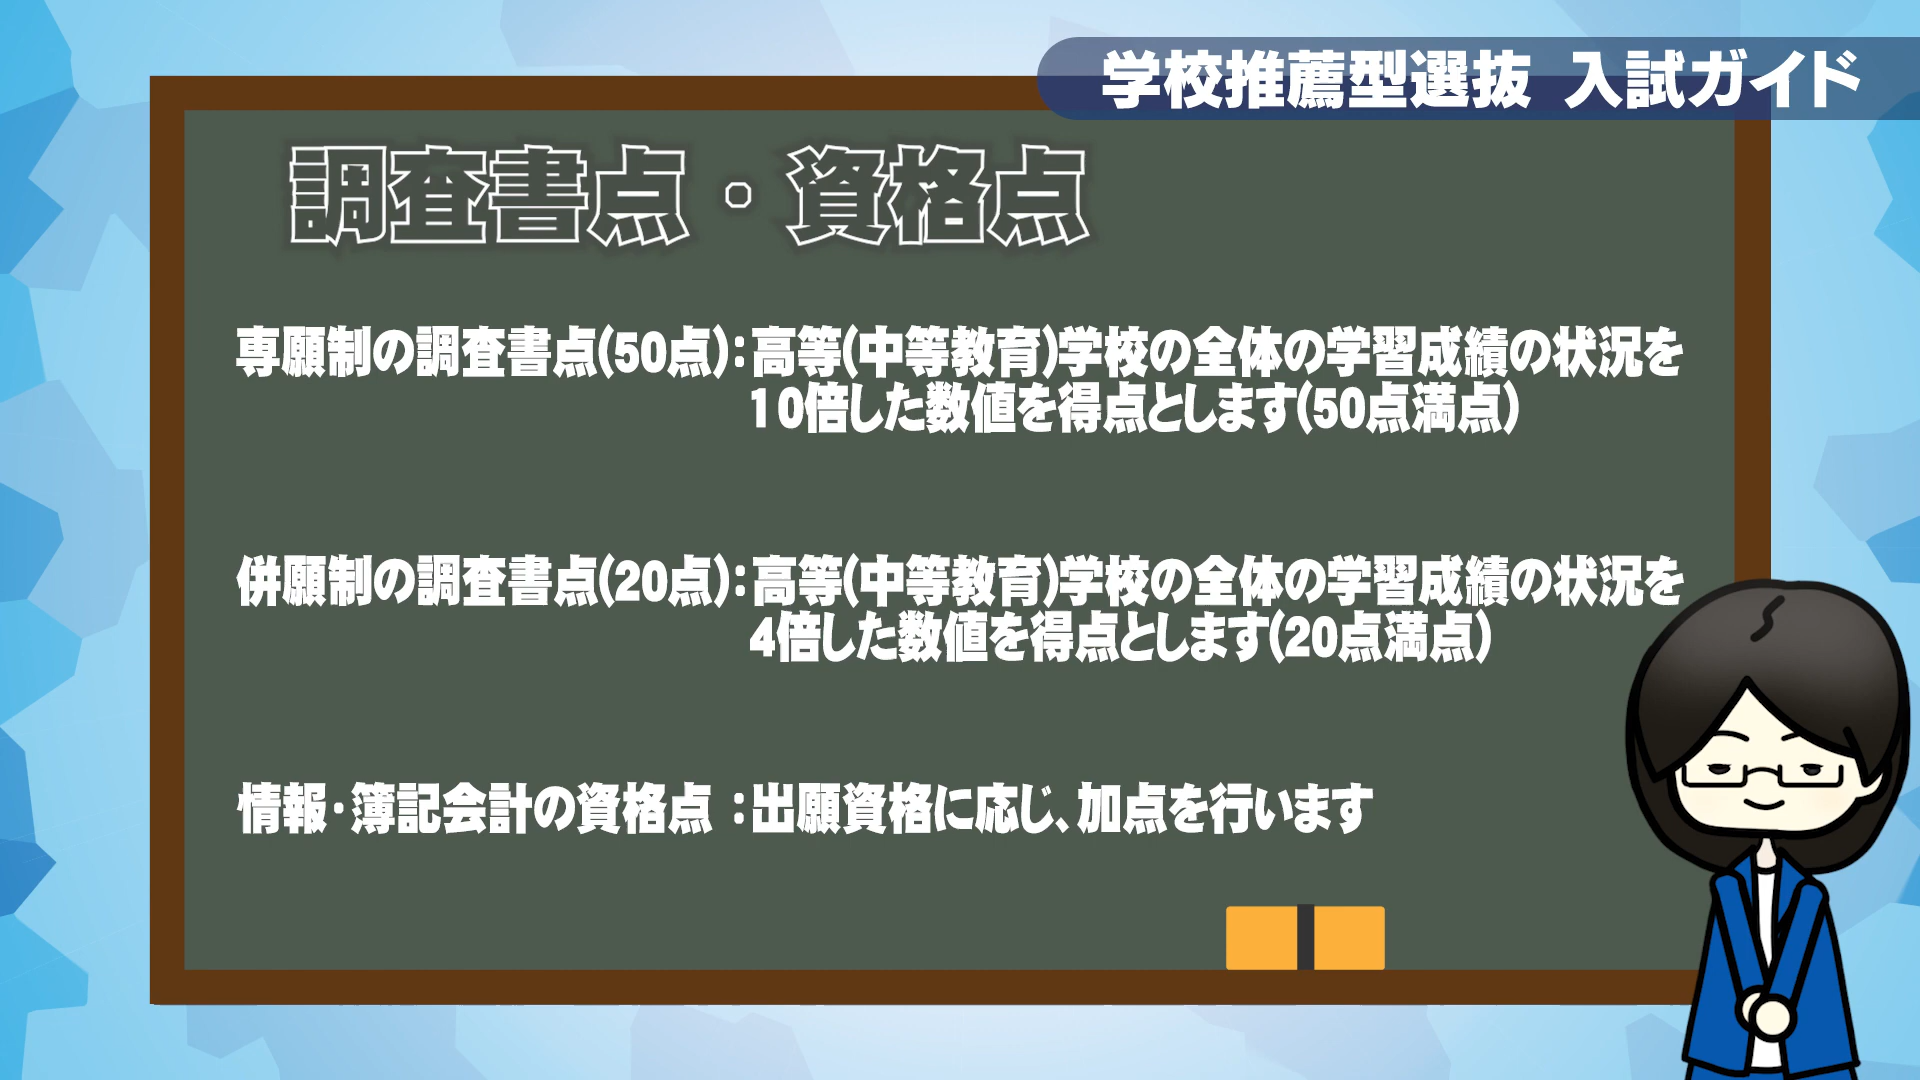 学校推薦型選抜 入試ガイド
調査書点・資格点
専願制の調査書点(50点):高等(中等教育)学校の全体の学習成績の状況を
10倍した数値を得点とします(50点満点)
併願制の調査書点(20点):高等(中等教育)学校の全体の学習成績の状況を
4倍した数値を得点とします(20点満点)
情報・簿記会計の資格点 :出願資格に応じ、加点を行います